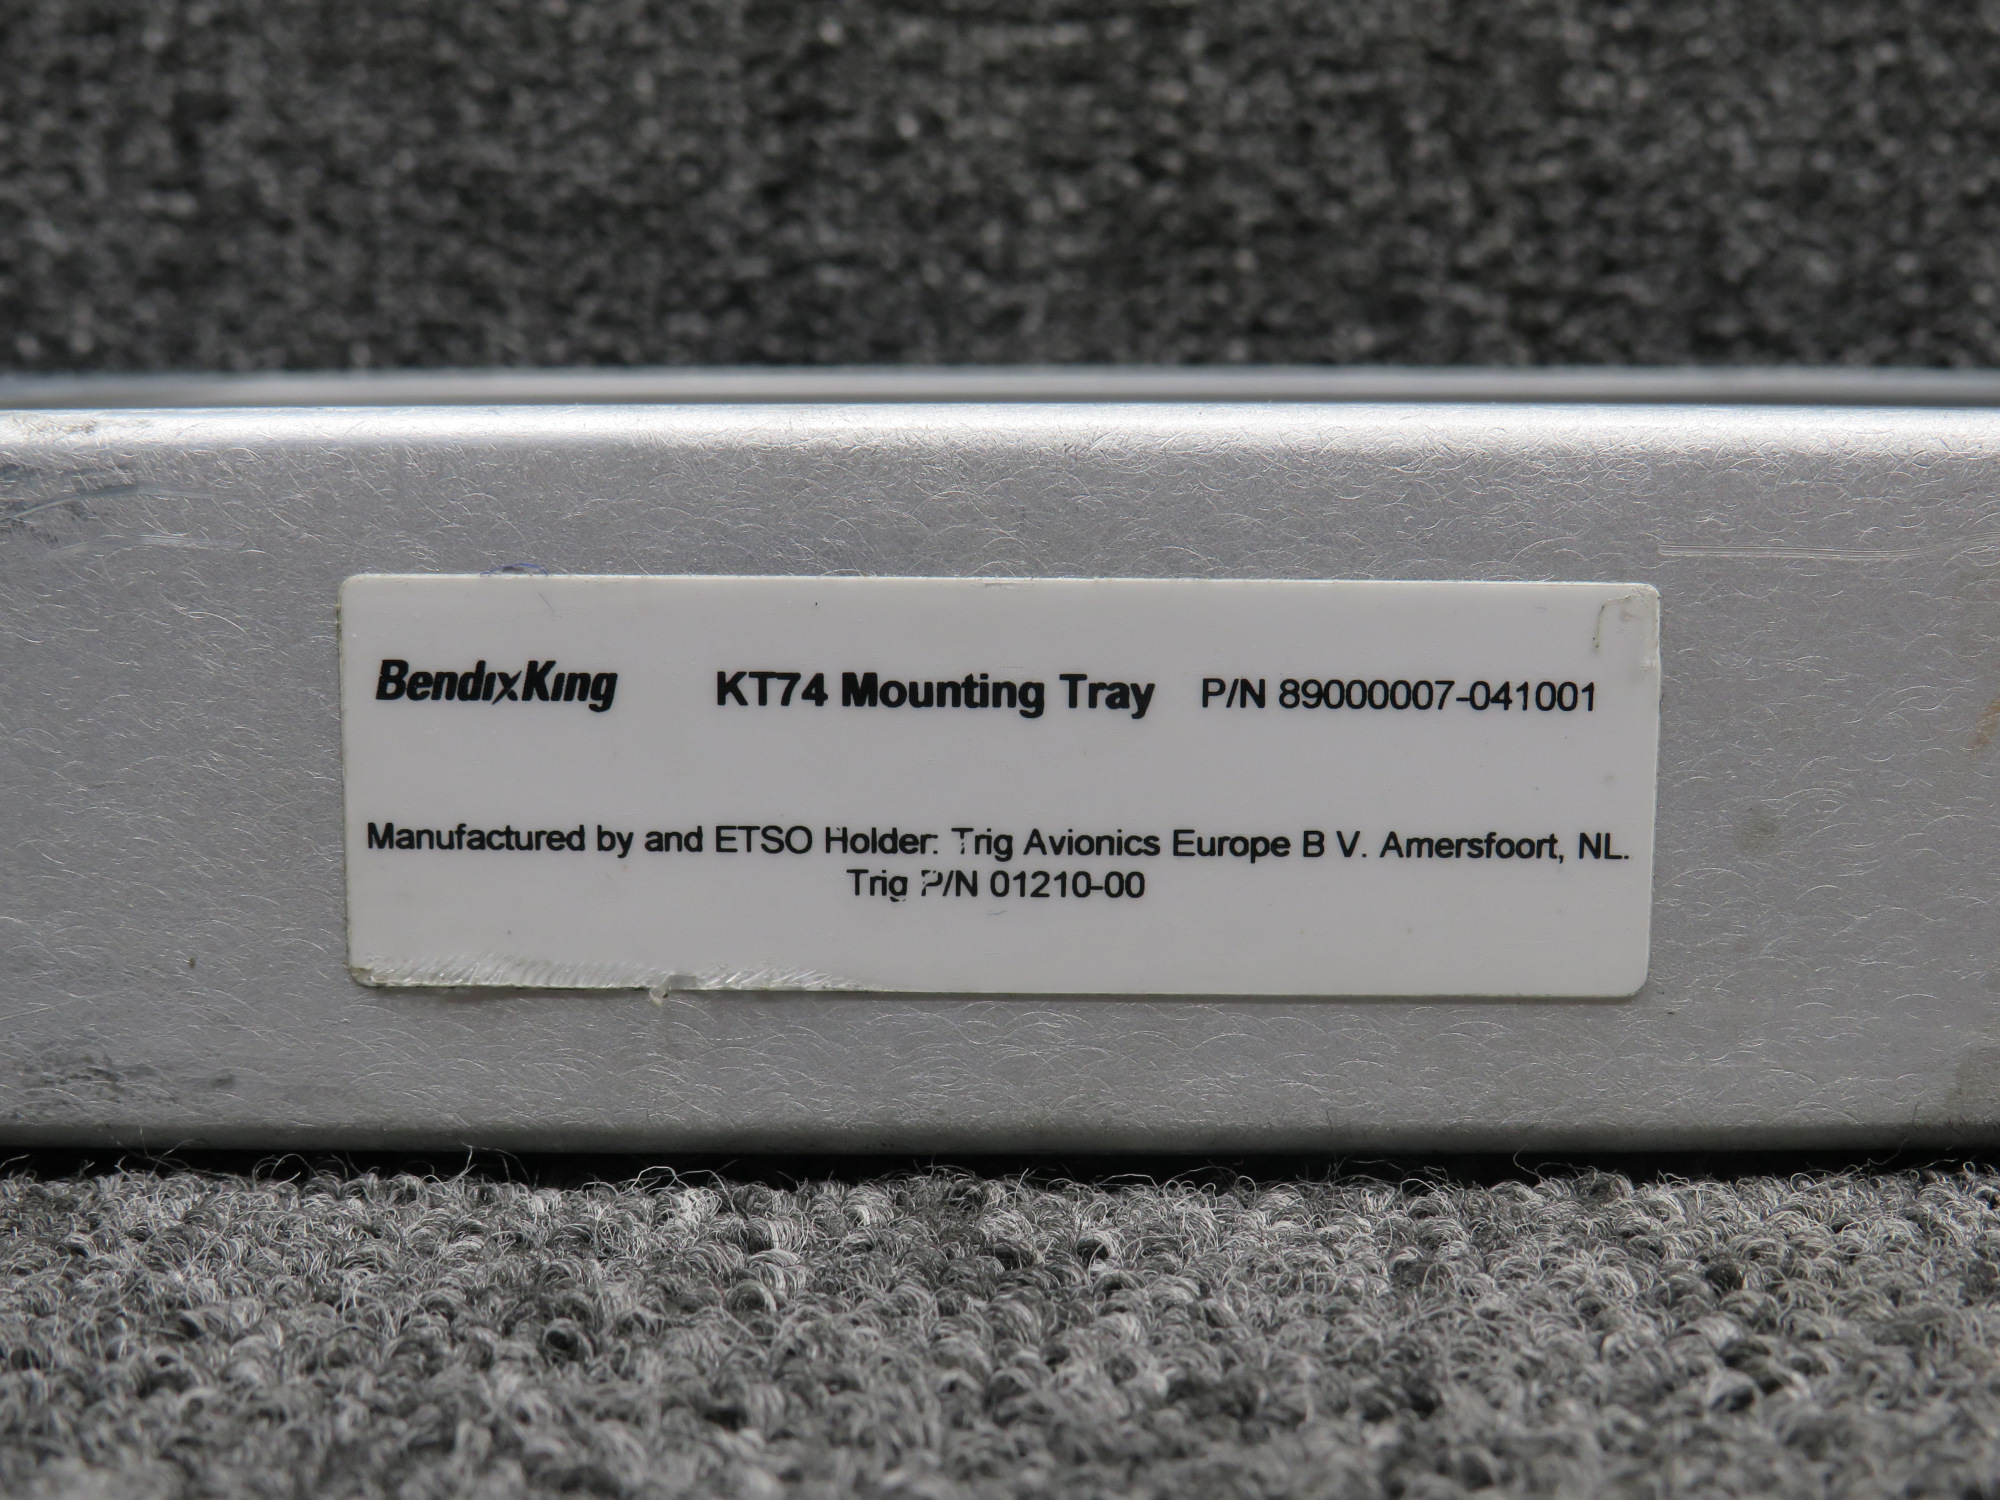 BendixKing KT74 Mounting Tray P/N 89000007-041001
Manufactured by and ETSO Holder: Trig Avionics Europe B V. Amersfoort, NL.
Trig P/N 01210-00